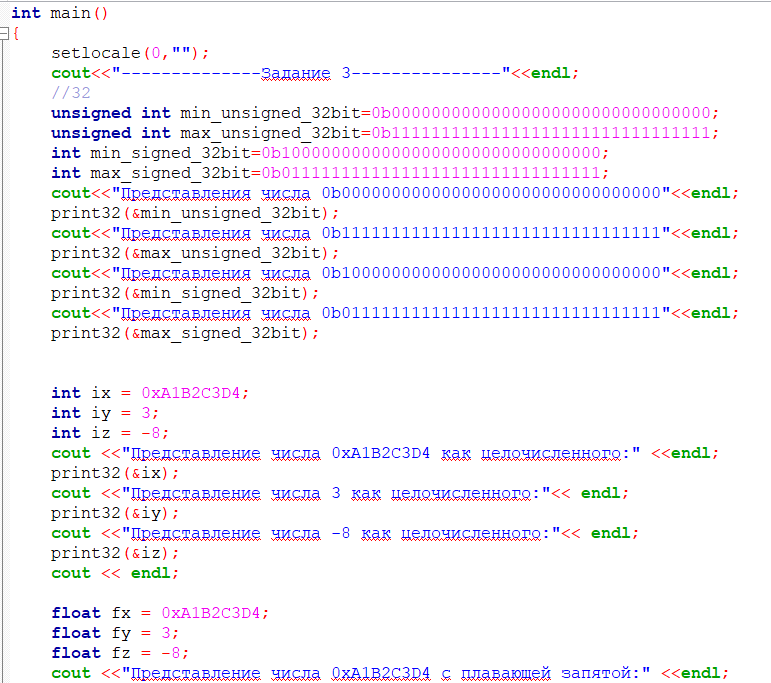 int main()
{
setlocale(0,"");
cout<<"--------------Задание 3---------------"<<endl;
//32
unsigned int min_unsigned_32bit=0b00000000000000000000000000000000;
unsigned int max_unsigned_32bit=0b11111111111111111111111111111111;
int min_signed_32bit=0b10000000000000000000000000000000;
int max_signed_32bit=0b01111111111111111111111111111111;
cout<<"Представления числа 0b00000000000000000000000000000000"<<endl;
print32(&min_unsigned_32bit);
cout<<"Представления числа 0b11111111111111111111111111111111"<<endl;
print32(&max_unsigned_32bit);
cout<<"Представления числа 0b10000000000000000000000000000000"<<endl;
print32(&min_signed_32bit);
cout<<"Представления числа 0b01111111111111111111111111111111"<<endl;
print32(&max_signed_32bit);
int ix = 0xA1B2C3D4;
int iy = 3;
int iz = -8;
cout <<"Представление числа 0xA1B2C3D4 как целочисленного:" <<endl;
print32(&ix);
cout <<"Представление числа 3 как целочисленного:"<< endl;
print32(&iy);
cout <<"Представление числа -8 как целочисленного:"<< endl;
print32(&iz);
cout << endl;
float fx = 0xA1B2C3D4;
float fy = 3;
float fz = -8;
cout <<"Представление числа 0xA1B2C3D4 с плавающей запятой:" <<endl;